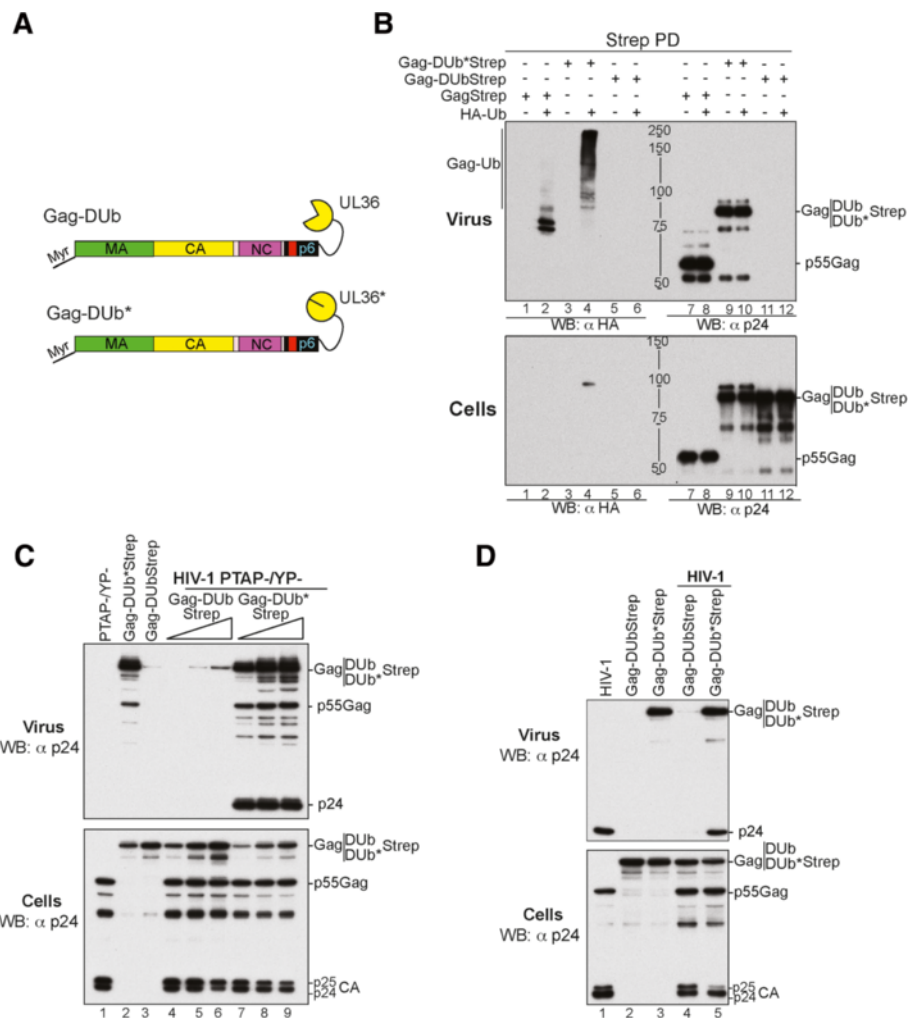 A
Gag-DUb
UL36
Myr
MA
CA
NC
p6
Gag-DUb*
UL36*
Myr
MA
CA
NC
p6
B
Strep PD
Gag-DUb*Strep - - + + - - - - + + - -
Gag-DUbStrep - - - - + + - - - - + +
GagStrep + + - - - - + + - - - -
HA-Ub - + - + - + - + - + - +
Gag-Ub
Virus
250
150
100
75
50
Gag DUb Strep
DUb*
p55Gag
1 2 3 4 5 6 7 8 9 10 11 12
WB: α HA WB: α p24
Cells
150
100
75
50
Gag DUb Strep
DUb*
p55Gag
1 2 3 4 5 6 7 8 9 10 11 12
WB: α HA WB: α p24
C
PTAP-/YP-
Gag-DUb*Strep
Gag-DUbStrep
HIV-1 PTAP-/YP-
Gag-DUb Gag-DUb*
Strep Strep
Virus
WB: α p24
Gag DUb Strep
DUb*
p55Gag
p24
Cells
WB: α p24
Gag DUb Strep
DUb*
p55Gag
p25
p24 CA
1 2 3 4 5 6 7 8 9
D
HIV-1
Gag-DUbStrep
Gag-DUb*Strep
HIV-1
Gag-DUbStrep
Gag-DUb*Strep
Virus
WB: α p24
Gag DUb Strep
DUb*
p24
Cells
WB: α p24
DUb
Gag DUb*Strep
p55Gag
p25
p24 CA
1 2 3 4 5